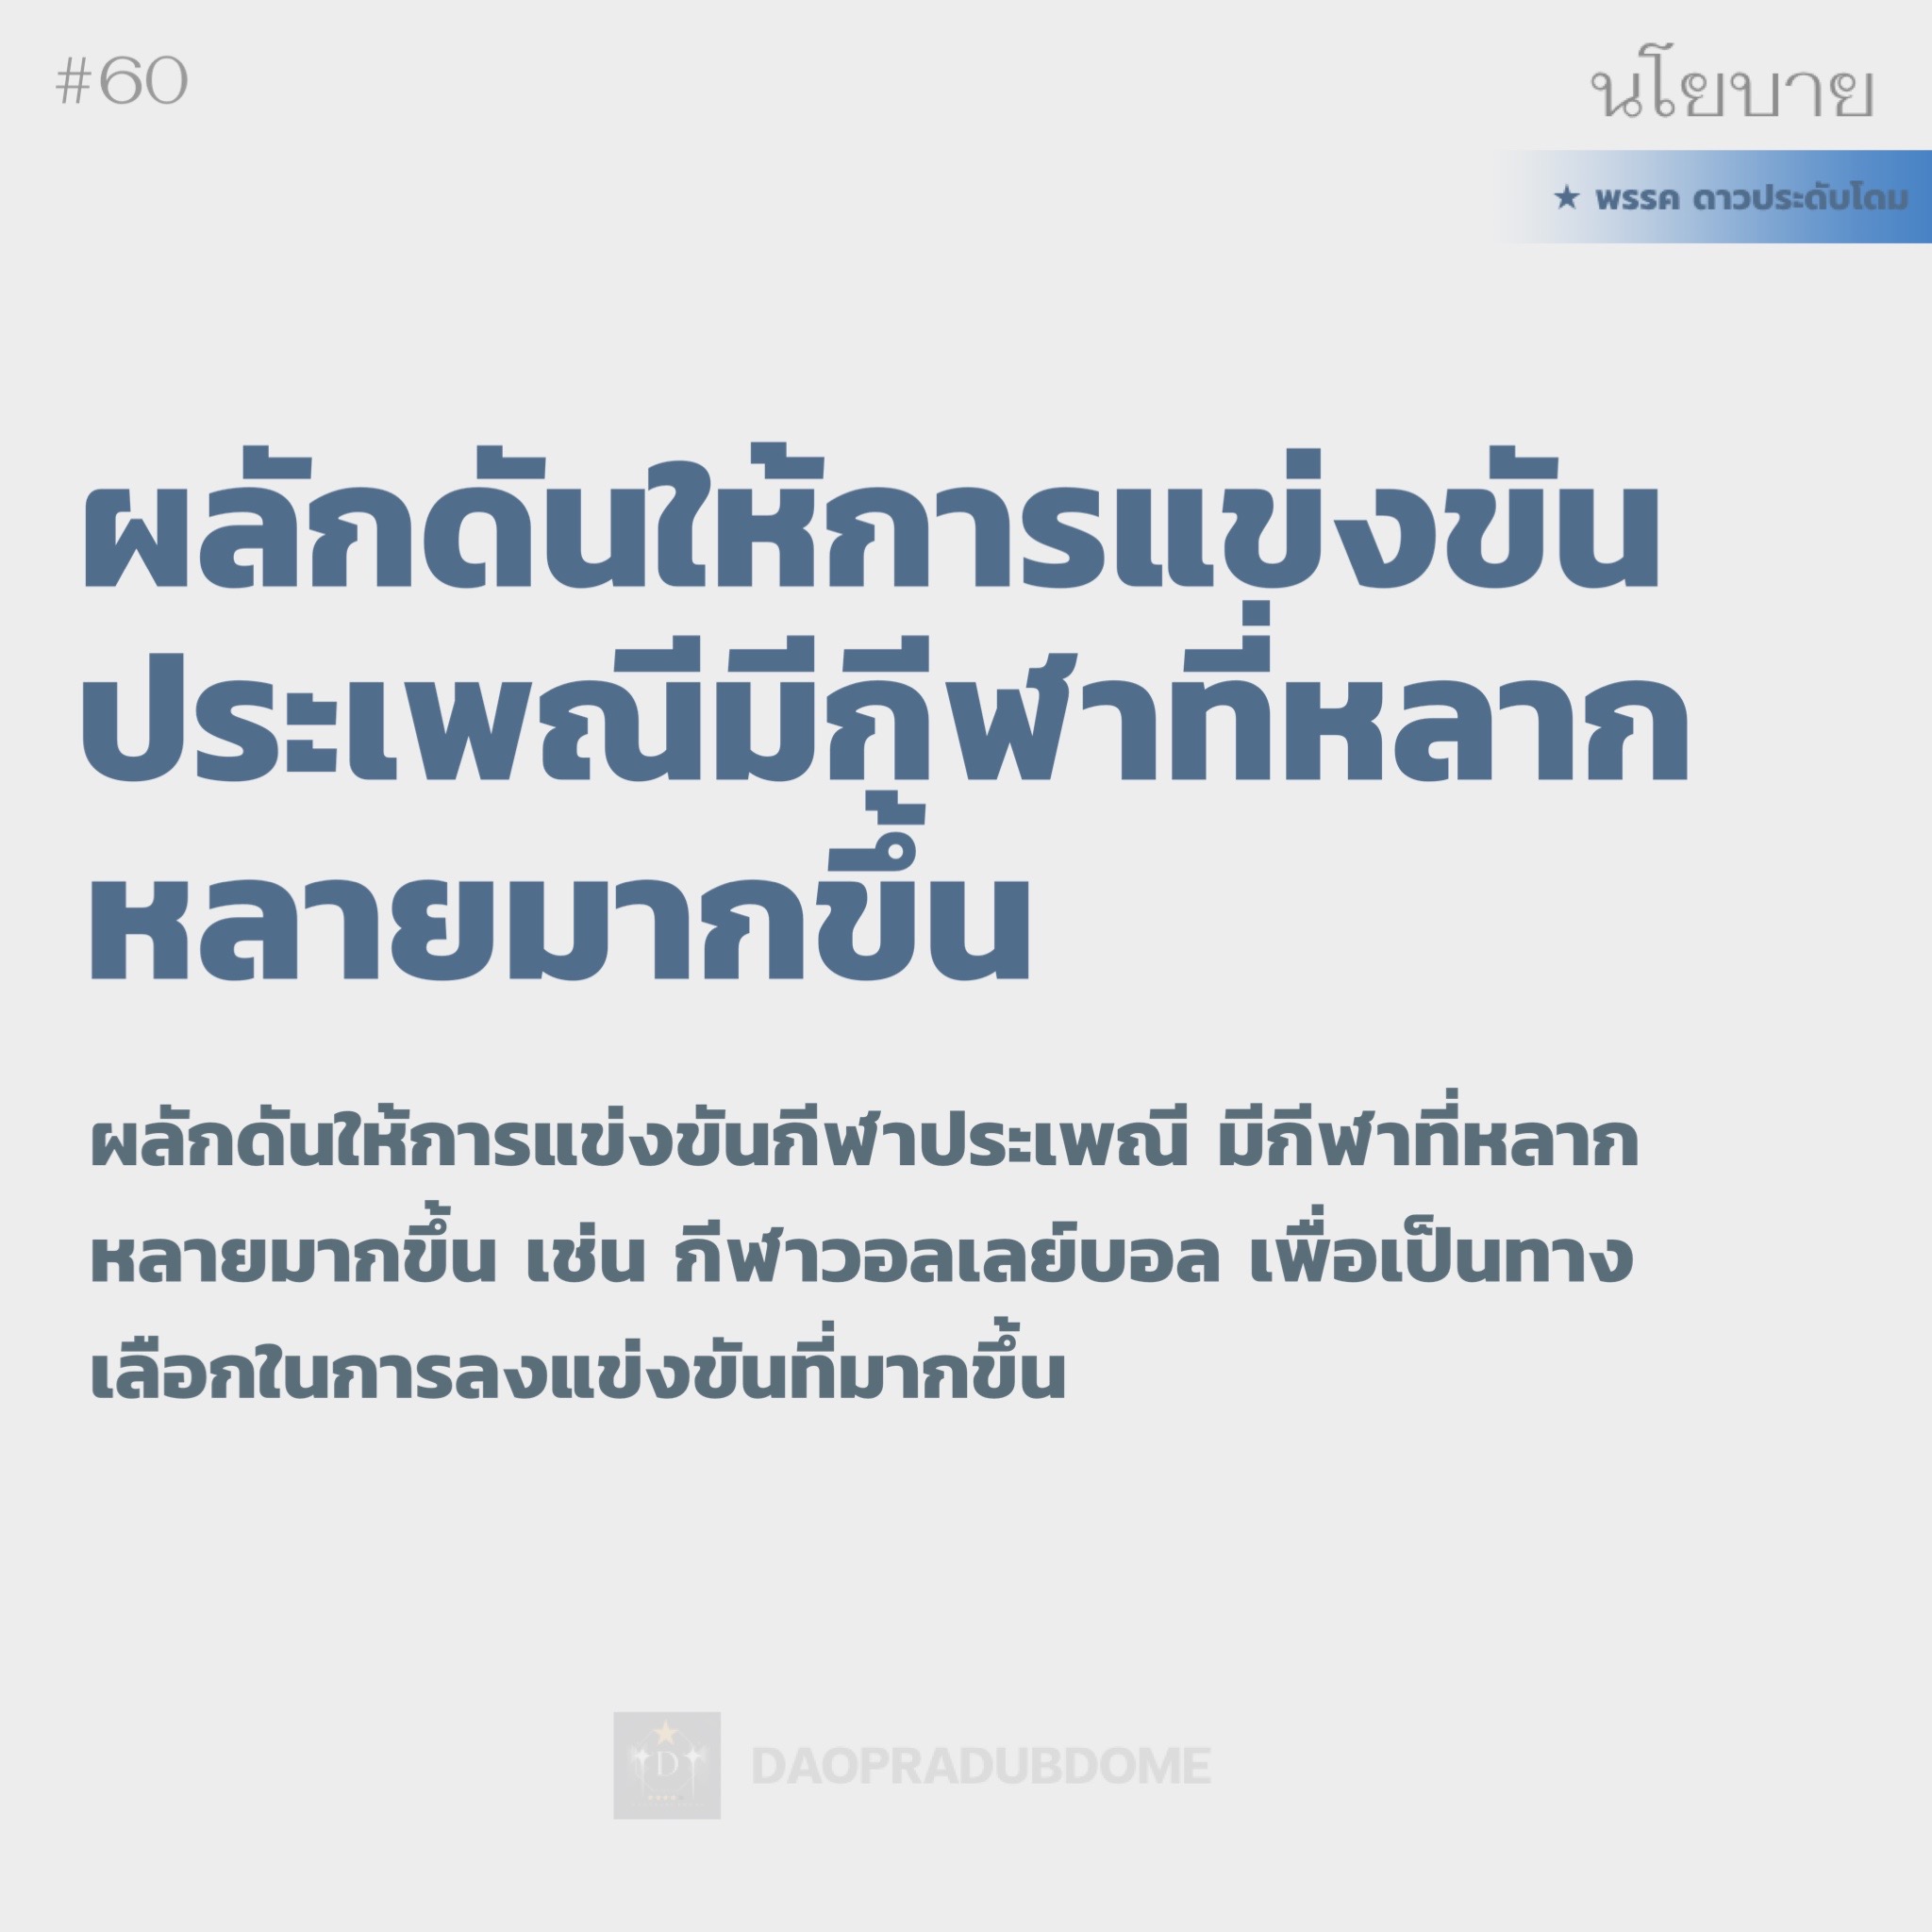 #60
นโยบาย
★ พรรค ดาวประดับโดม
ผลักดันให้การแข่งขัน
ประเพณีมีกีฬาที่หลาก
หลายมากขึ้น
ผลักดันให้การแข่งขันกีฬาประเพณี มีกีฬาที่หลาก
หลายมากขึ้น เช่น กีฬาวอลเลย์บอล เพื่อเป็นทาง
เลือกในการลงแข่งขันที่มากขึ้น
D
DAOPRADUBDOME